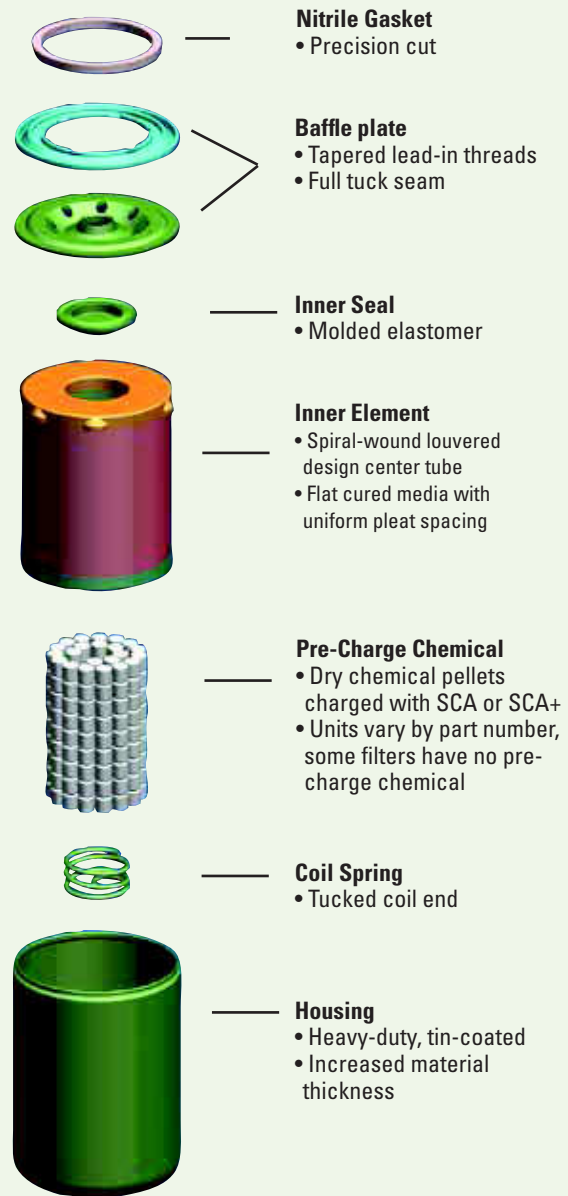 Nitrile Gasket
• Precision cut
Baffle plate
• Tapered lead-in threads
• Full tuck seam
Inner Seal
• Molded elastomer
Inner Element
• Spiral-wound louvered
design center tube
• Flat cured media with
uniform pleat spacing
Pre-Charge Chemical
• Dry chemical pellets
charged with SCA or SCA+
• Units vary by part number,
some filters have no pre-
charge chemical
Coil Spring
• Tucked coil end
Housing
• Heavy-duty, tin-coated
• Increased material
thickness